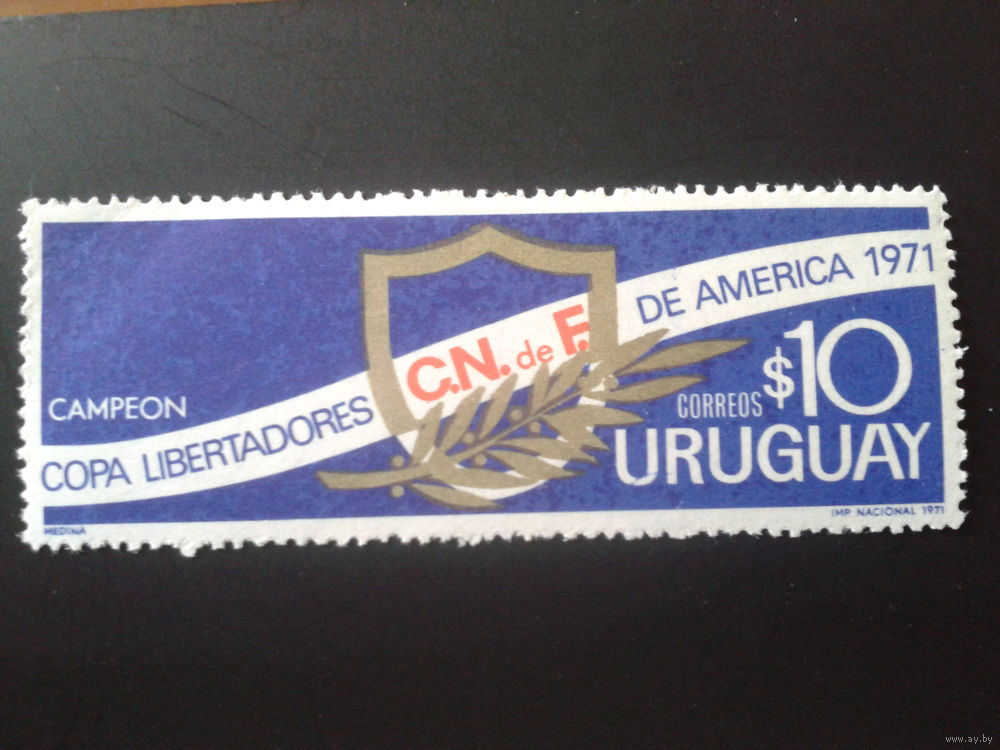 CAMPEON
COPA LIBERTADORES C.N. de F. DE AMERICA 1971
CORREOS $10
URUGUAY
MEDINA
IMP NACIONAL 1971
www.ay.by